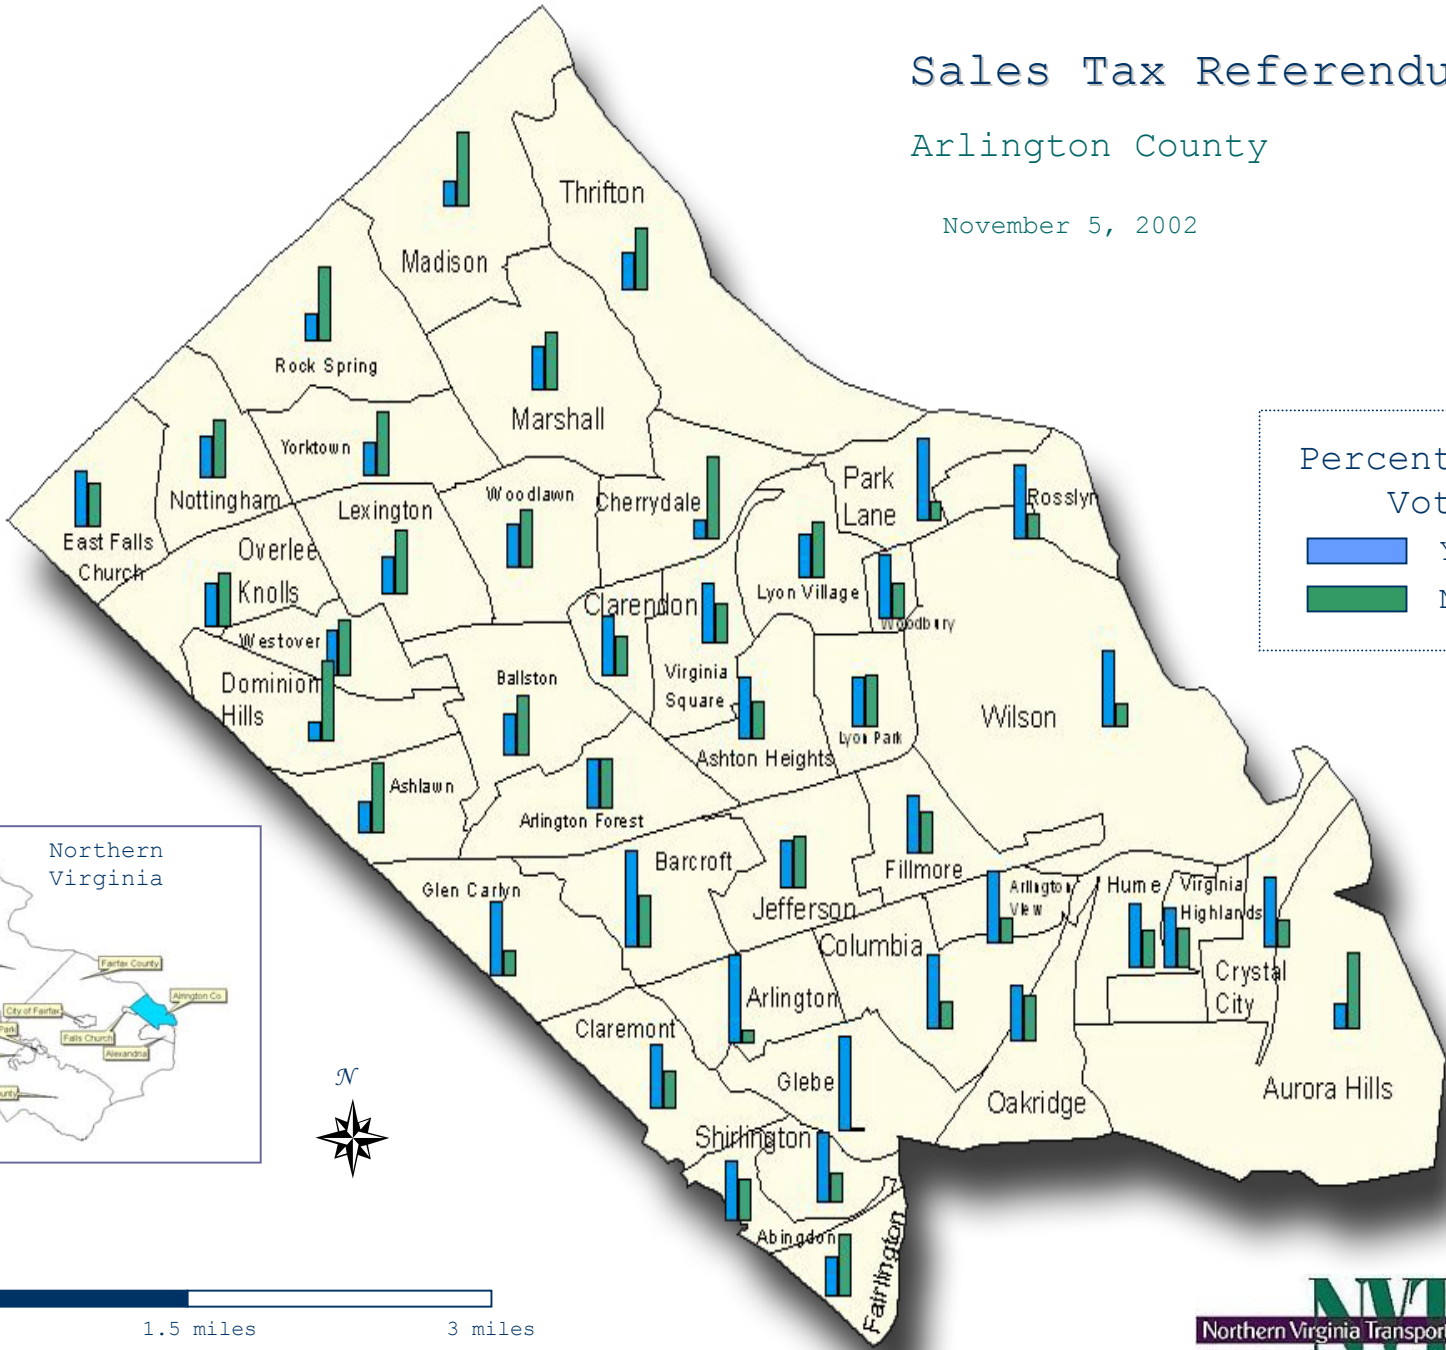 Sales Tax Referendu
Arlington County
November 5, 2002
Thrifton
Madison
Rock Spring
Marshall
Yorktown
Nottingham
East Falls
Church
Lexington
Woodlawn
Cherrydale
Park
Lane
Rosslyn
Overlee
Knolls
Clarendon
Lyon Village
Woodbury
Westover
Dominion
Hills
Ballston
Virginia
Square
Lyon Park
Wilson
Ashton Heights
Ashlawn
Arlington Forest
Barcroft
Fillmore
Glen Carlyn
Jefferson
Arlington
View
Hume
Virginia
Highlands
Columbia
Crystal
City
Arlington
Claremont
Glebe
Oakridge
Aurora Hills
Shirlington
Abingdon
Fairlington
Percent
Vot
Y
N
Northern
Virginia
Fairfax County
Arlington Co.
City of Fairfax
Park
Falls Church
Alexandria
unty
N
1.5 miles
3 miles
NVT
Northern Virginia Transport